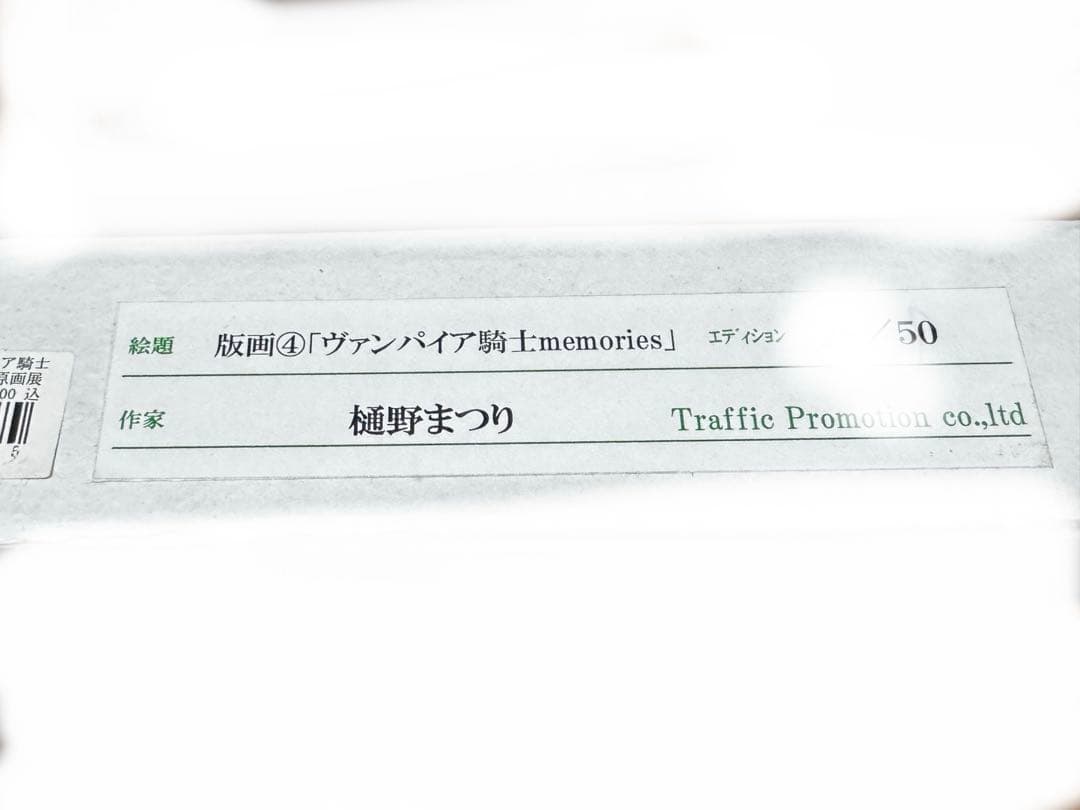 絵題 版画④「ヴァンパイア騎士memories」 エディション /50
作家 樋野まつり Traffic Promotion co.,ltd
ア騎士
原画展
00 込
5